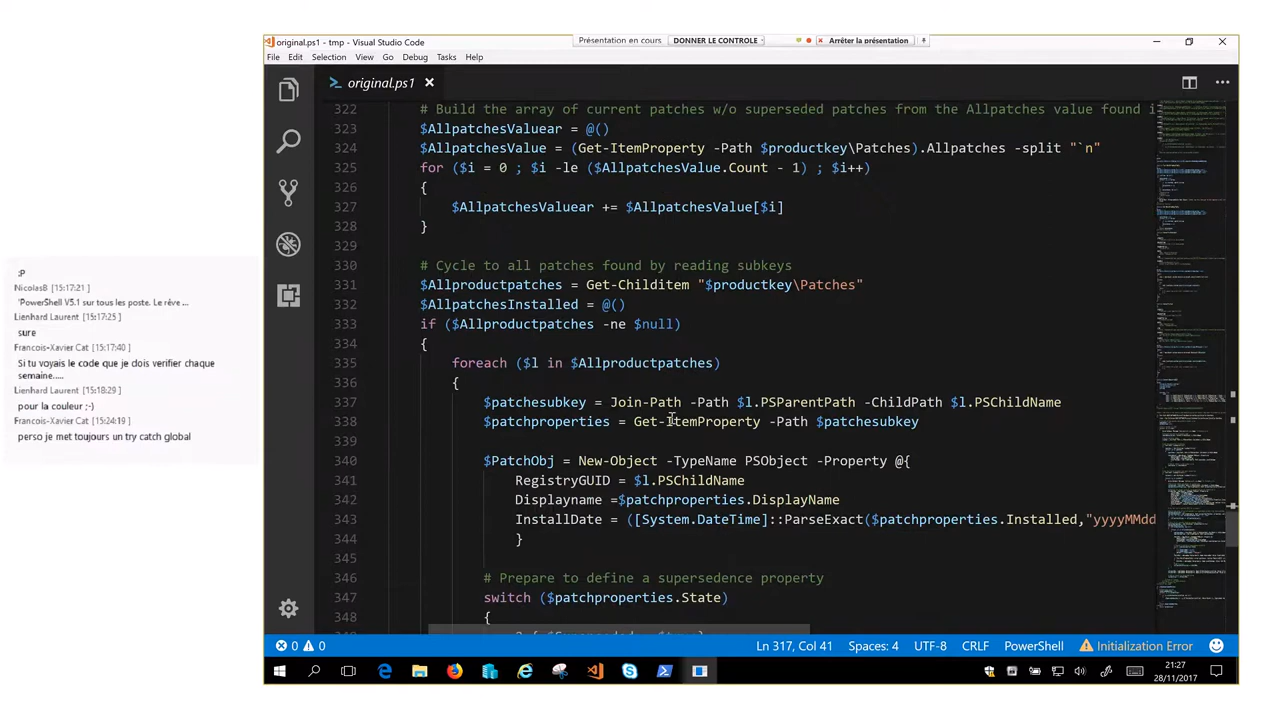 original.ps1 - tmp - Visual Studio Code
Présentation en cours
DONNER LE CONTROLE
Arrêter la présentation
File Edit Selection View Go Debug Tasks Help
original.ps1
322 # Build the array of current patches w/o superseded patches from the Allpatches value found i
323 $AllpatchesValuear = @()
324 $AllpatchesValue = (Get-ItemProperty -Path $productkey\Patches).Allpatches -split "`n"
325 for ($i = 0 ; $i -le ($AllpatchesValue.Count - 1) ; $i++)
326 {
327 $AllpatchesValuear += $AllpatchesValue[$i]
328 }
329
330 # Cycle to all patches found by reading subkeys
331 $Allproductpatches = Get-Childitem "$productkey\Patches"
332 $AllpatchesInstalled = @()
333 if ($Allproductpatches -ne $null)
334 {
335 foreach ($l in $Allproductpatches)
336 {
337 $patchesubkey = Join-Path -Path $l.PSParentPath -ChildPath $l.PSChildName
338 $patchproperties = Get-ItemProperty -Path $patchesubkey
339
340 $PatchObj = New-Object -TypeName PSObject -Property @{
341 RegistryGUID = $l.PSChildName
342 Displayname =$patchproperties.DisplayName
343 InstallDate = ([System.DateTime]::ParseExact($patchproperties.Installed,"yyyyMMdd
344 }
345
346 # Prepare to define a supersedence property
347 switch ($patchproperties.State)
348 {
:P
NicolasB [15:17:21 ]
'PowerShell V5.1 sur tous les poste. Le rêve ...
Lienhard Laurent [15:17:25 ]
sure
Francois-Xavier Cat [15:17:40 ]
Si tu voyais le code que je dois verifier chaque
semaine.....
Lienhard Laurent [15:18:29 ]
pour la couleur ;-)
Francois-Xavier Cat [15:24:19 ]
perso je met toujours un try catch global
0 0 Ln 317, Col 41 Spaces: 4 UTF-8 CRLF PowerShell Initialization Error
21:27
28/11/2017